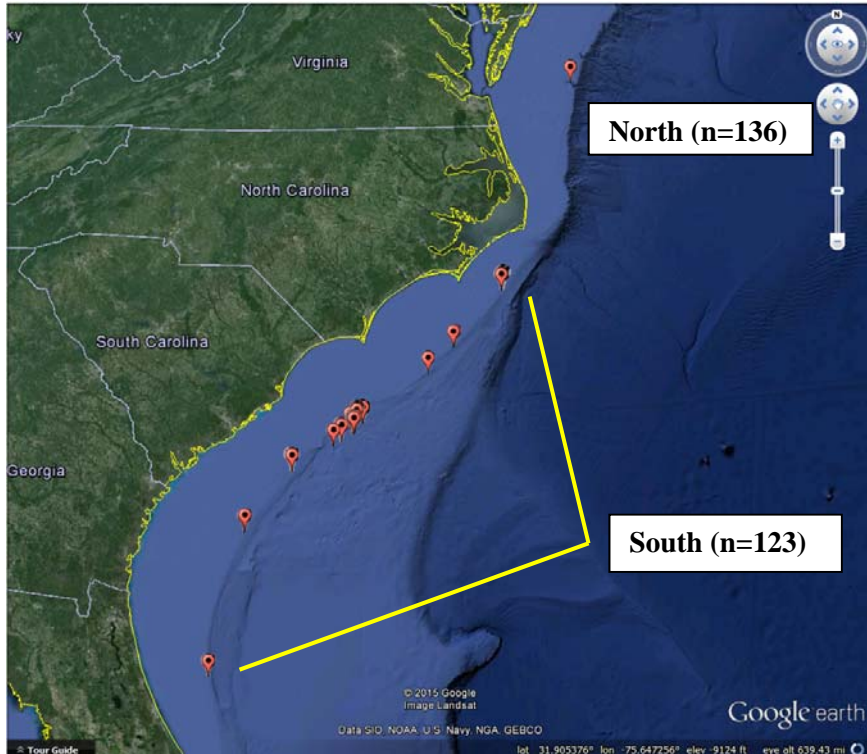 ky
Virginia
N
North (n=136)
North Carolina
South Carolina
Georgia
South (n=123)
© 2015 Google
Image Landsat
Data SIO, NOAA, U.S. Navy, NGA, GEBCO
Google earth
Tour Guide
lat 31.905376° lon -75.647256° elev -9124 ft eye alt 639.43 mi